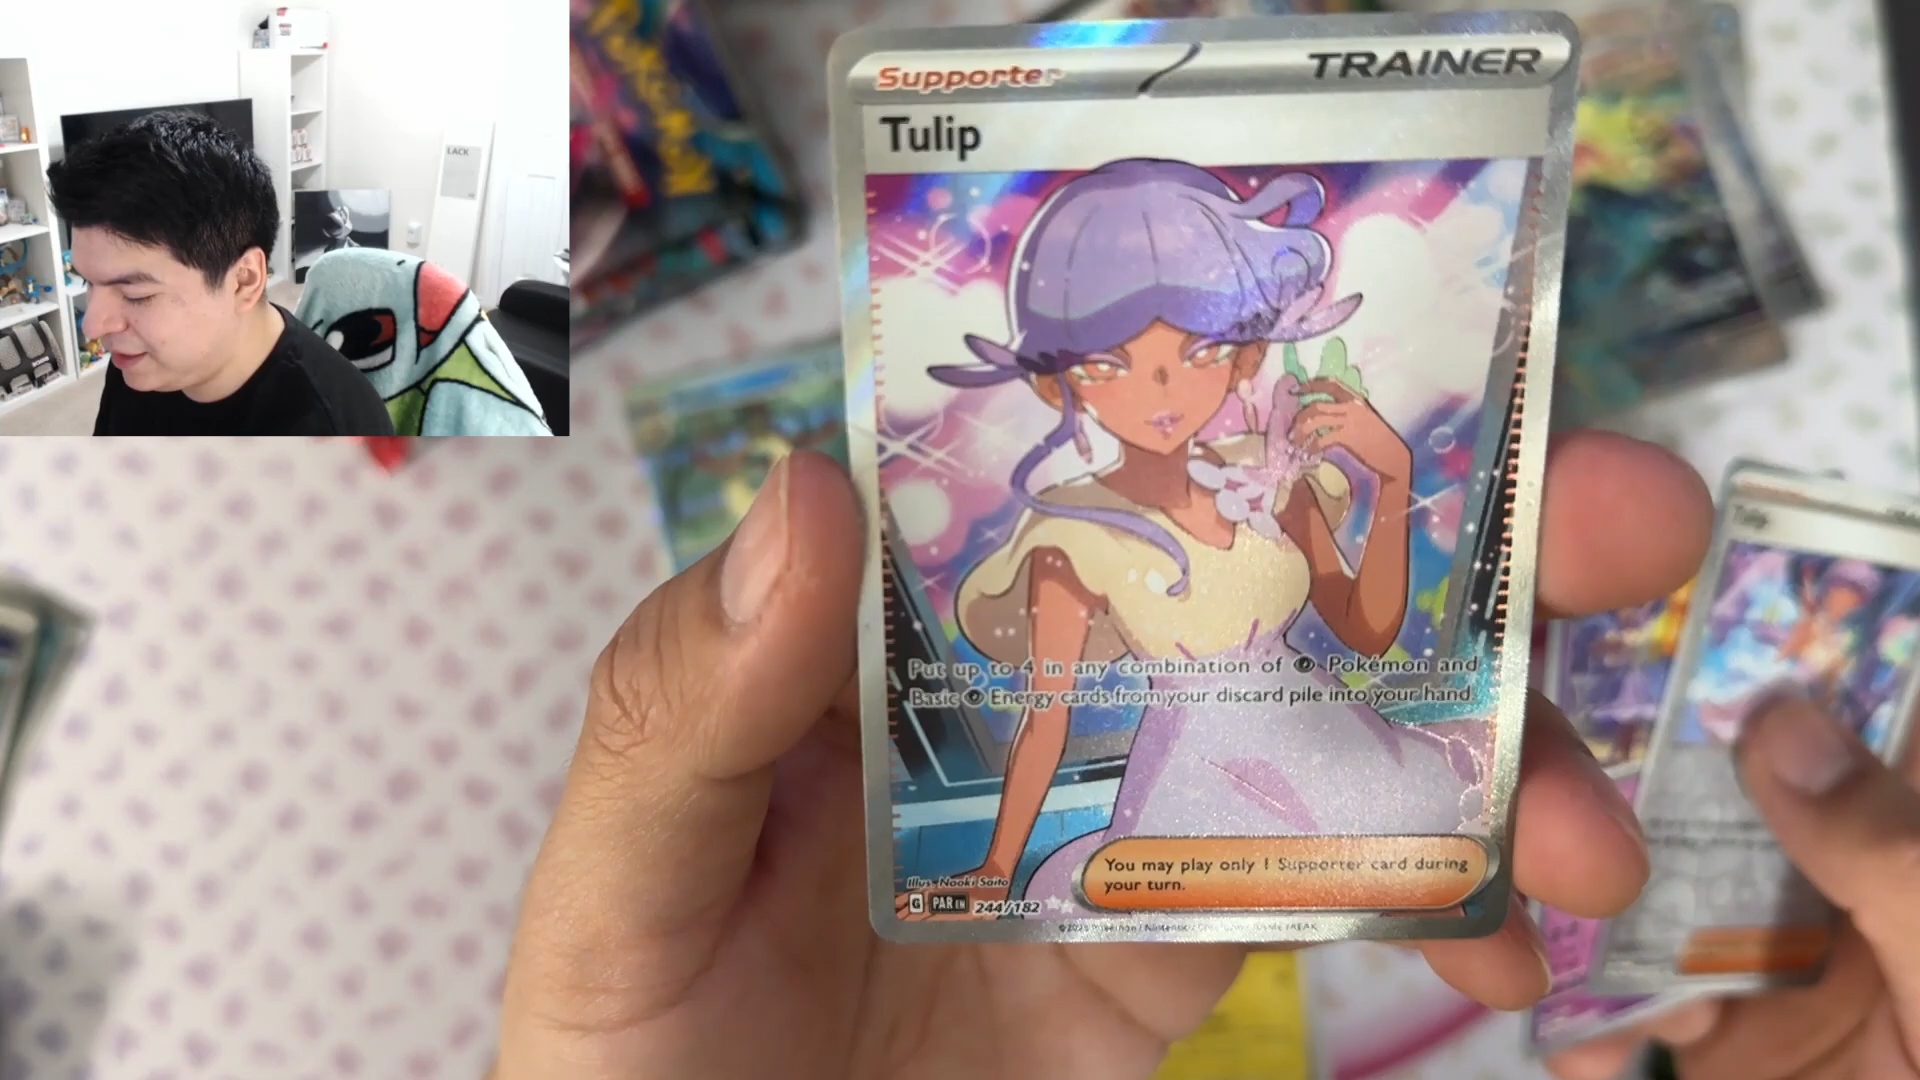 LACK
Pokémon
Supporter
TRAINER
Tulip
Put up to 4 in any combination of Pokémon and
Basic Energy cards from your discard pile into your hand.
You may play only 1 Supporter card during
your turn.
Illus. Naoki Saito
G PAR EN 244/182
Tulip